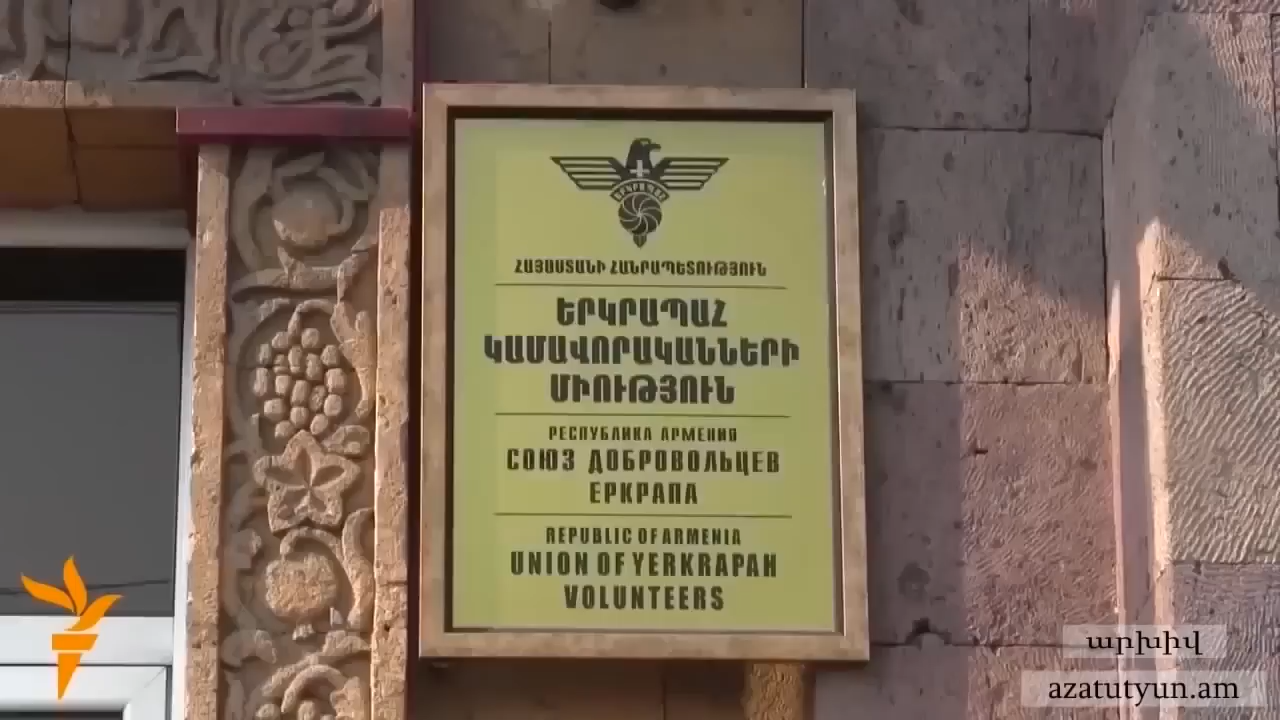 ԵՐԿՐԱՊԱՀ
ՀԱՅԱՍՏԱՆԻ ՀԱՆՐԱՊԵՏՈՒԹՅՈՒՆ
ԵՐԿՐԱՊԱՀ
ԿԱՄԱՎՈՐԱԿԱՆՆԵՐԻ
ՄԻՈՒԹՅՈՒՆ
РЕСПУБЛИКА АРМЕНИЯ
СОЮЗ ДОБРОВОЛЬЦЕВ
ЕРКРАПА
REPUBLIC OF ARMENIA
UNION OF YERKRAPAH
VOLUNTEERS
արխիվ
azatutyun.am